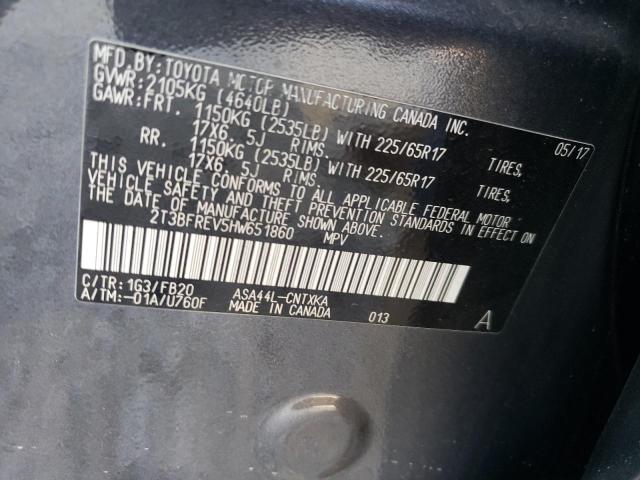 MFD. BY: TOYOTA MOTOR MANUFACTURING CANADA INC.
GVWR: 2105KG (4640LB) 05/17
GAWR: FRT. 1150KG (2535LB) WITH 225/65R17 TIRES,
17X6. 5J RIMS.
RR. 1150KG (2535LB) WITH 225/65R17 TIRES,
17X6. 5J RIMS.
THIS VEHICLE CONFORMS TO ALL APPLICABLE FEDERAL MOTOR
VEHICLE SAFETY AND THEFT PREVENTION STANDARDS IN EFFECT ON
THE DATE OF MANUFACTURE SHOWN ABOVE.
2T3BFREV5HW651860 MPV
C/TR: 1G3/FB20 ASA44L-CNTXKA
A/TM: -01A/U760F MADE IN CANADA 013 A